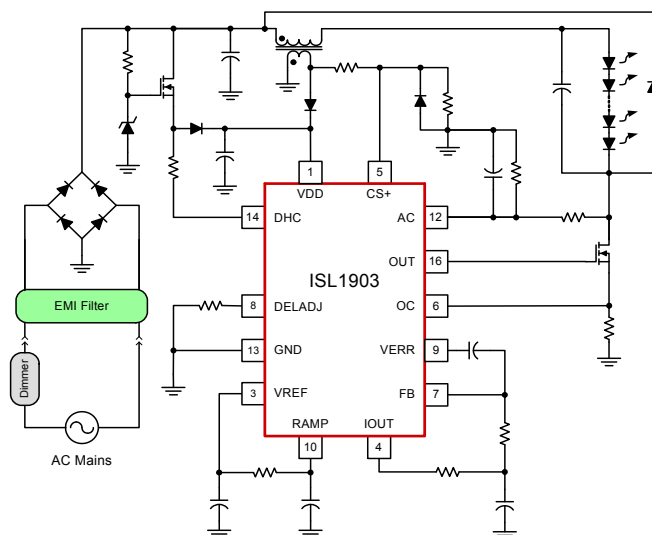 1
5
VDD
CS+
14
DHC
AC
12
OUT
16
ISL1903
EMI Filter
8
DELADJ
OC
6
13
GND
VERR
9
Dimmer
3
VREF
FB
7
RAMP
IOUT
10
4
AC Mains